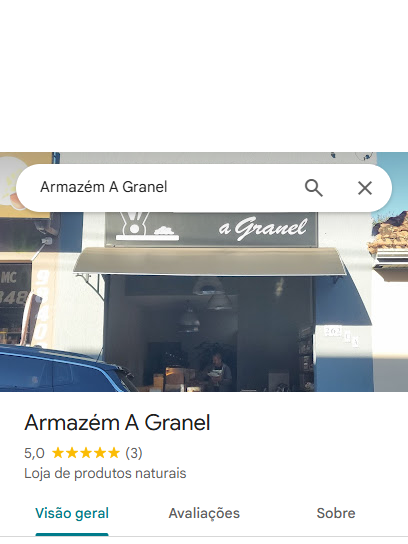 Armazém A Granel
a Granel
MC
348
Armazém A Granel
5,0 ★★★★★ (3)
Loja de produtos naturais
Visão geral
Avaliações
Sobre